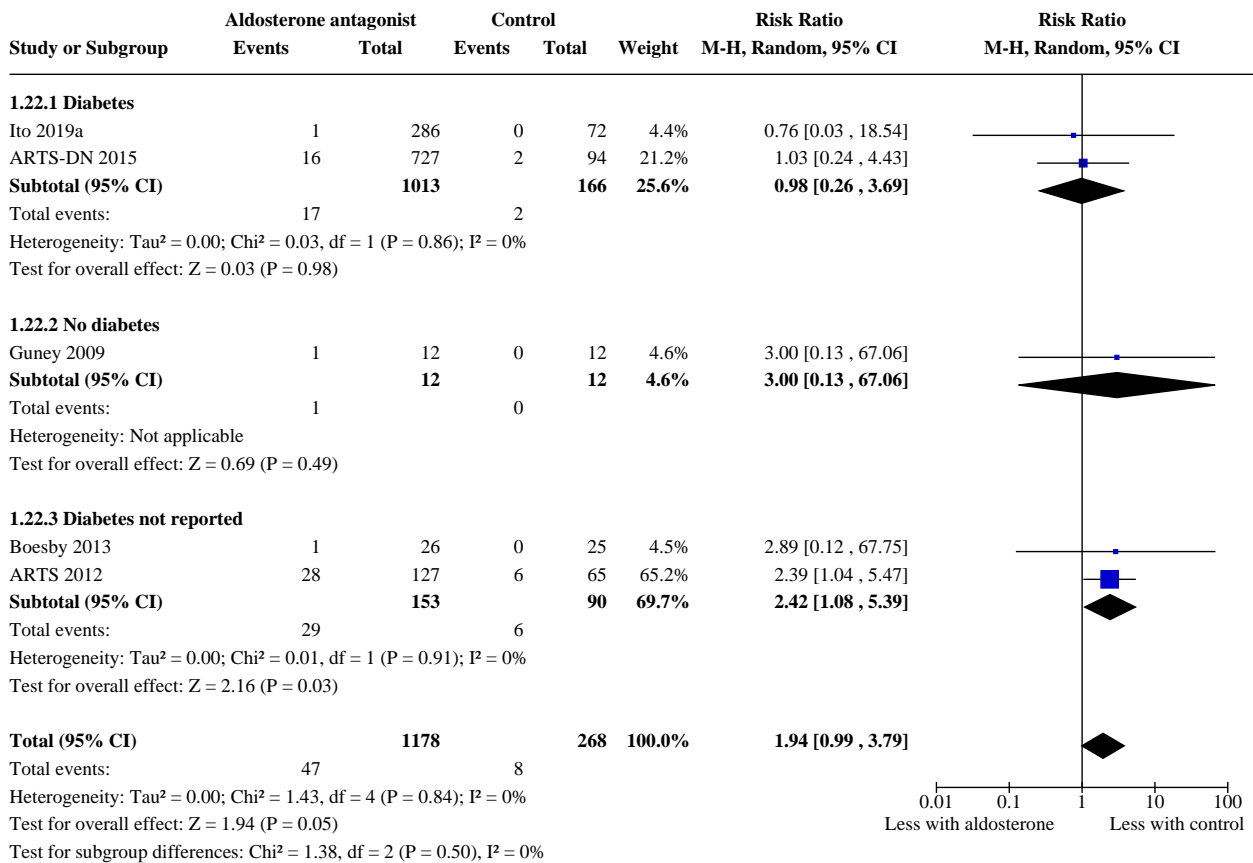 Aldosterone antagonist Control Risk Ratio Risk Ratio
Study or Subgroup Events Total Events Total Weight M-H, Random, 95% CI M-H, Random, 95% CI
1.22.1 Diabetes
Ito 2019a 1 286 0 72 4.4% 0.76 [0.03 , 18.54]
ARTS-DN 2015 16 727 2 94 21.2% 1.03 [0.24 , 4.43]
Subtotal (95% CI) 1013 166 25.6% 0.98 [0.26 , 3.69]
Total events: 17 2
Heterogeneity: Tau² = 0.00; Chi² = 0.03, df = 1 (P = 0.86); I² = 0%
Test for overall effect: Z = 0.03 (P = 0.98)
1.22.2 No diabetes
Guney 2009 1 12 0 12 4.6% 3.00 [0.13 , 67.06]
Subtotal (95% CI) 12 12 4.6% 3.00 [0.13 , 67.06]
Total events: 1 0
Heterogeneity: Not applicable
Test for overall effect: Z = 0.69 (P = 0.49)
1.22.3 Diabetes not reported
Boesby 2013 1 26 0 25 4.5% 2.89 [0.12 , 67.75]
ARTS 2012 28 127 6 65 65.2% 2.39 [1.04 , 5.47]
Subtotal (95% CI) 153 90 69.7% 2.42 [1.08 , 5.39]
Total events: 29 6
Heterogeneity: Tau² = 0.00; Chi² = 0.01, df = 1 (P = 0.91); I² = 0%
Test for overall effect: Z = 2.16 (P = 0.03)
Total (95% CI) 1178 268 100.0% 1.94 [0.99 , 3.79]
Total events: 47 8
Heterogeneity: Tau² = 0.00; Chi² = 1.43, df = 4 (P = 0.84); I² = 0%
Test for overall effect: Z = 1.94 (P = 0.05)
Test for subgroup differences: Chi² = 1.38, df = 2 (P = 0.50), I² = 0%
0.01 0.1 1 10 100
Less with aldosterone Less with control